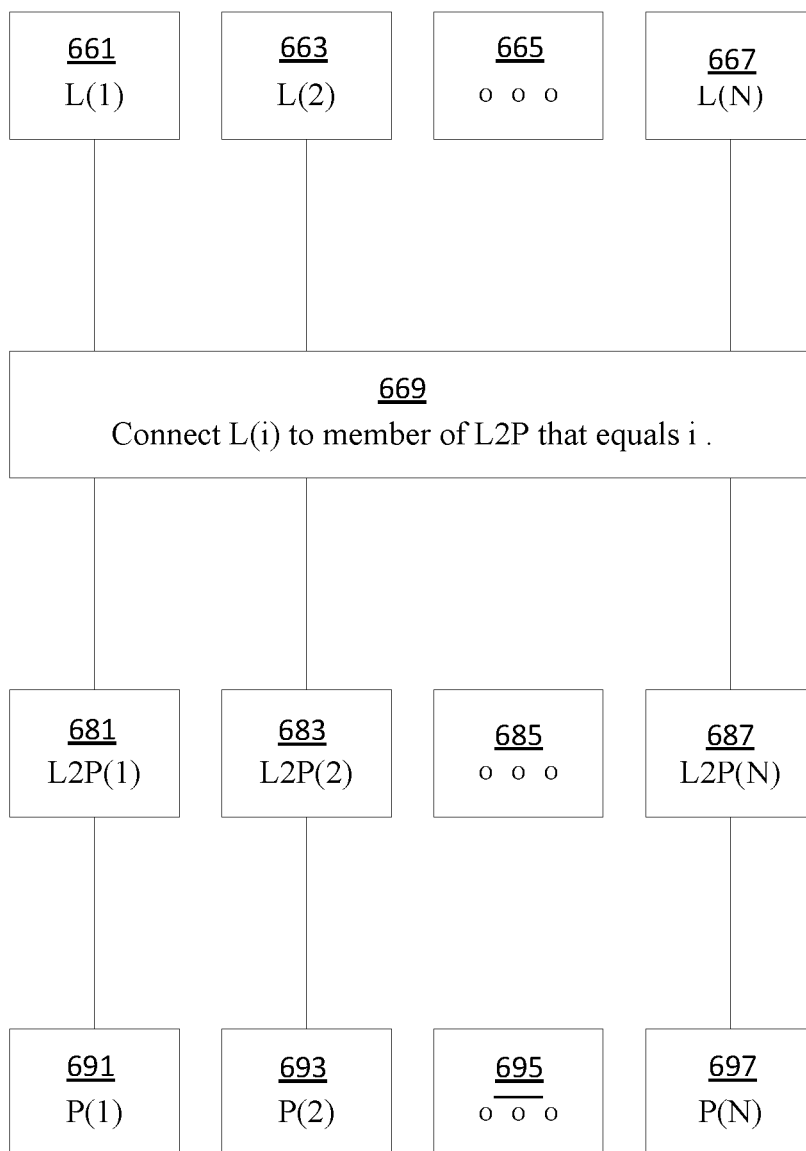 661 663 665 667
L(1) L(2) o o o L(N)
669
Connect L(i) to member of L2P that equals i .
681 683 685 687
L2P(1) L2P(2) o o o L2P(N)
691 693 695 697
P(1) P(2) o o o P(N)